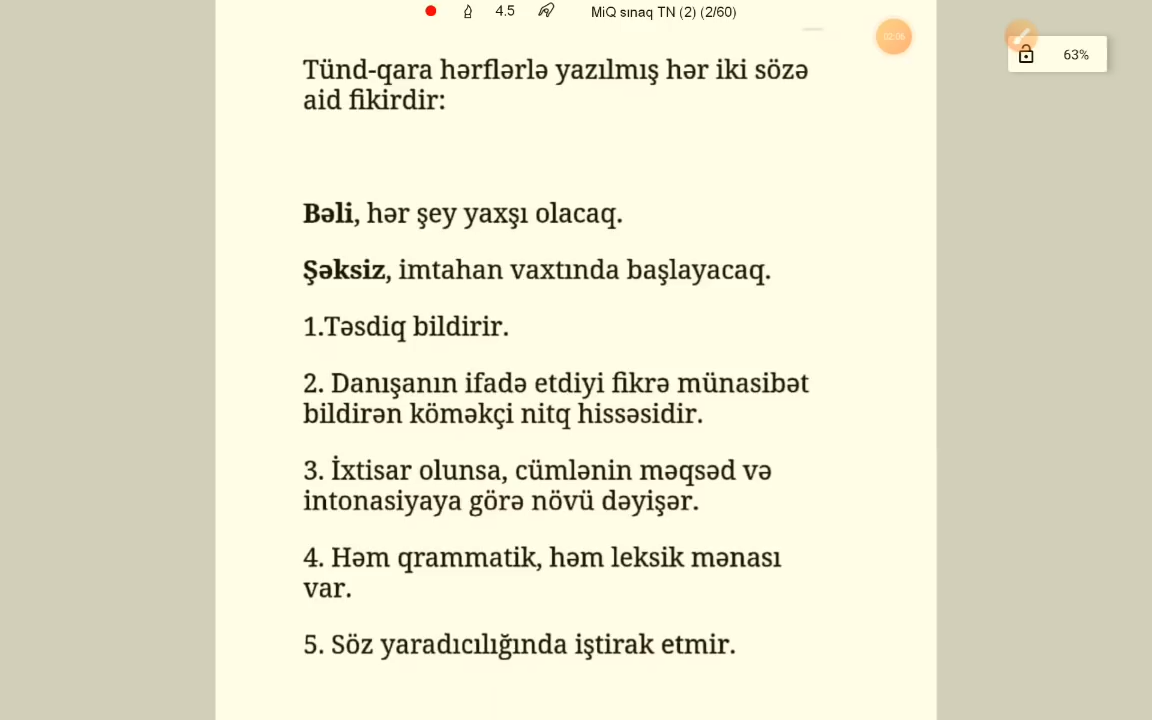 4.5 MiQ sınaq TN (2) (2/60)
02:06
63%
Tünd-qara hərflərlə yazılmış hər iki sözə
aid fikirdir:
Bəli, hər şey yaxşı olacaq.
Şəksiz, imtahan vaxtında başlayacaq.
1.Təsdiq bildirir.
2. Danışanın ifadə etdiyi fikrə münasibət
bildirən köməkçi nitq hissəsidir.
3. İxtisar olunsa, cümlənin məqsəd və
intonasiyaya görə növü dəyişər.
4. Həm qrammatik, həm leksik mənası
var.
5. Söz yaradıcılığında iştirak etmir.